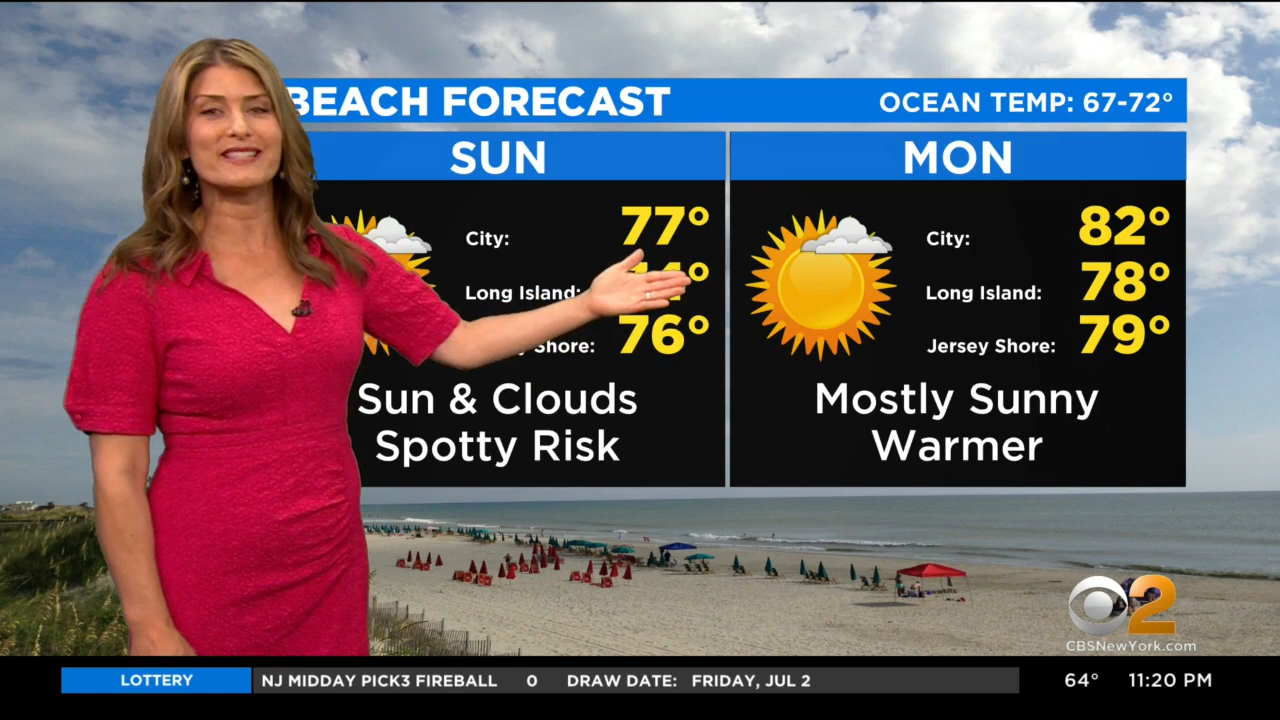 BEACH FORECAST
OCEAN TEMP: 67-72°
SUN
MON
City: 77°
Long Island: 4°
Shore: 76°
Sun & Clouds
Spotty Risk
City: 82°
Long Island: 78°
Jersey Shore: 79°
Mostly Sunny
Warmer
2
CBSNewYork.com
LOTTERY
NJ MIDDAY PICK3 FIREBALL 0 DRAW DATE: FRIDAY, JUL 2
64° 11:20 PM